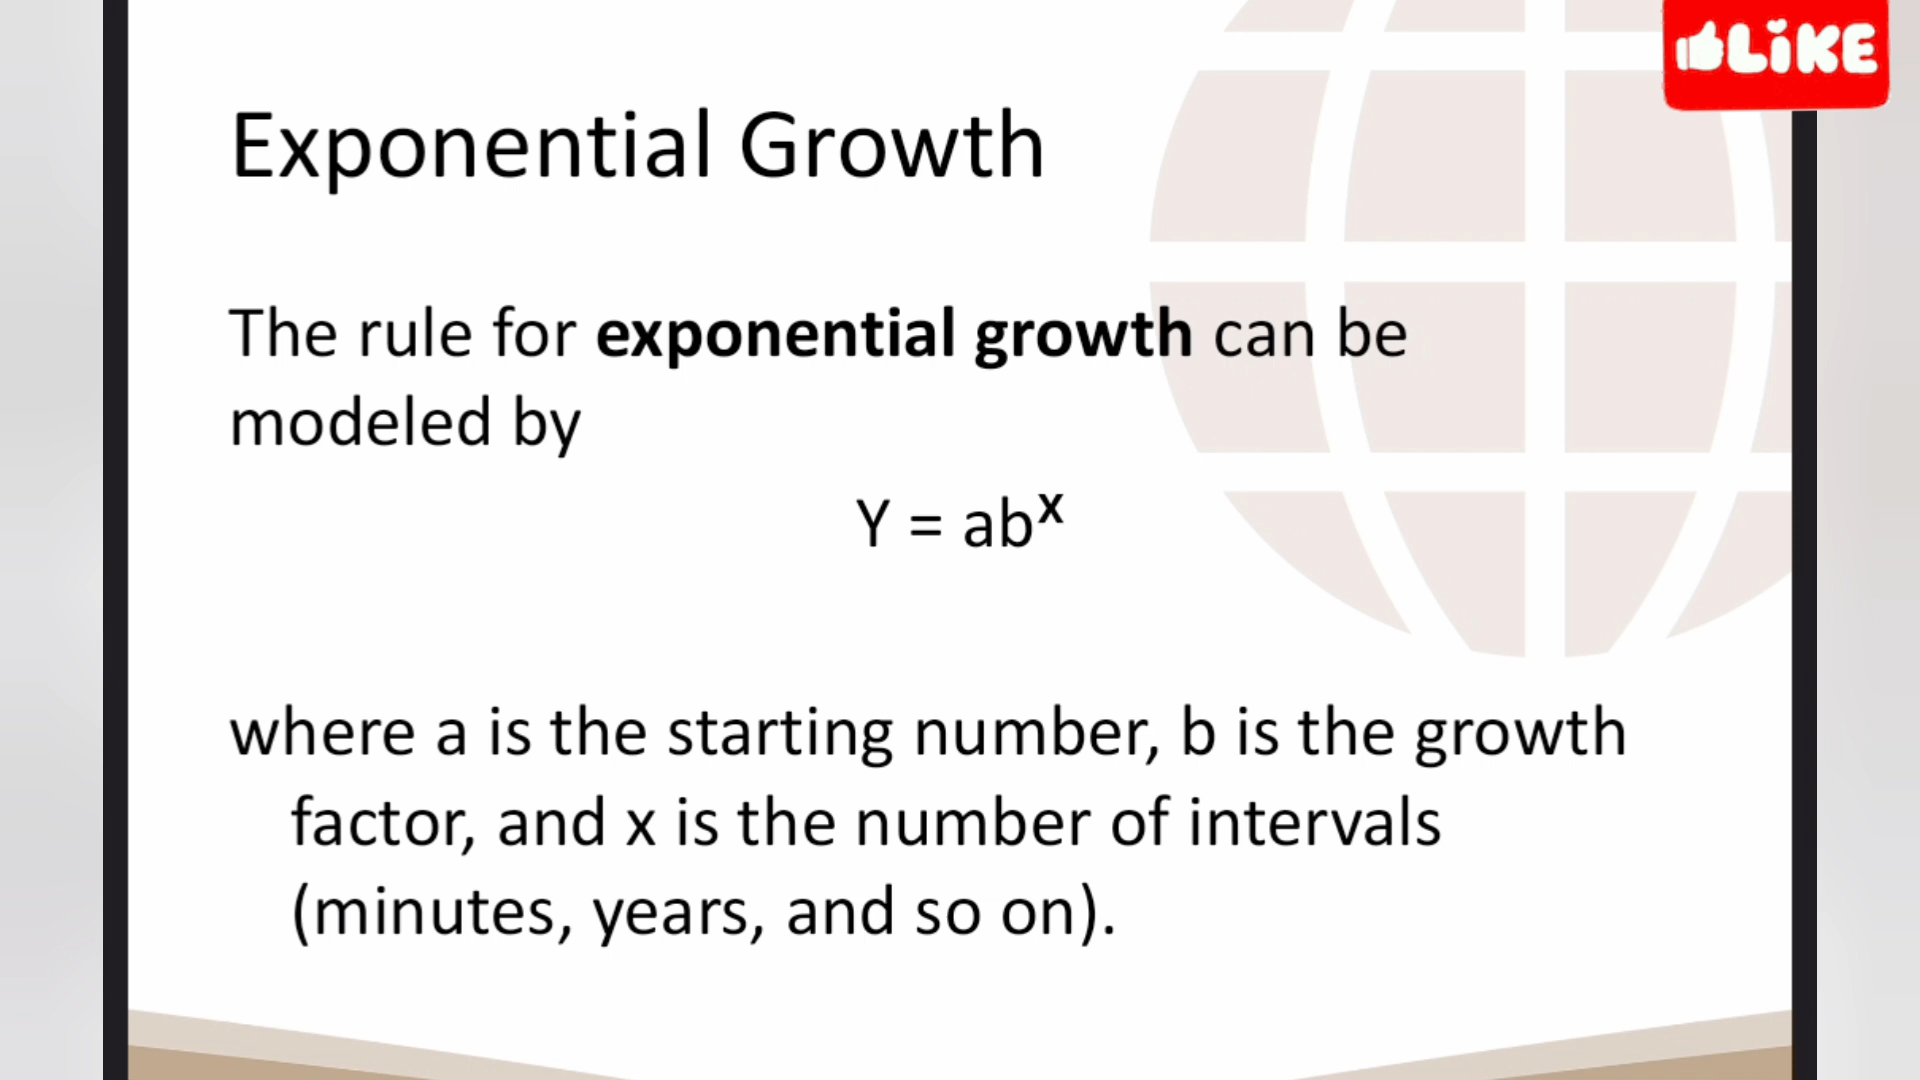 LiKE
Exponential Growth
The rule for exponential growth can be
modeled by
Y = abˣ
where a is the starting number, b is the growth
factor, and x is the number of intervals
(minutes, years, and so on).